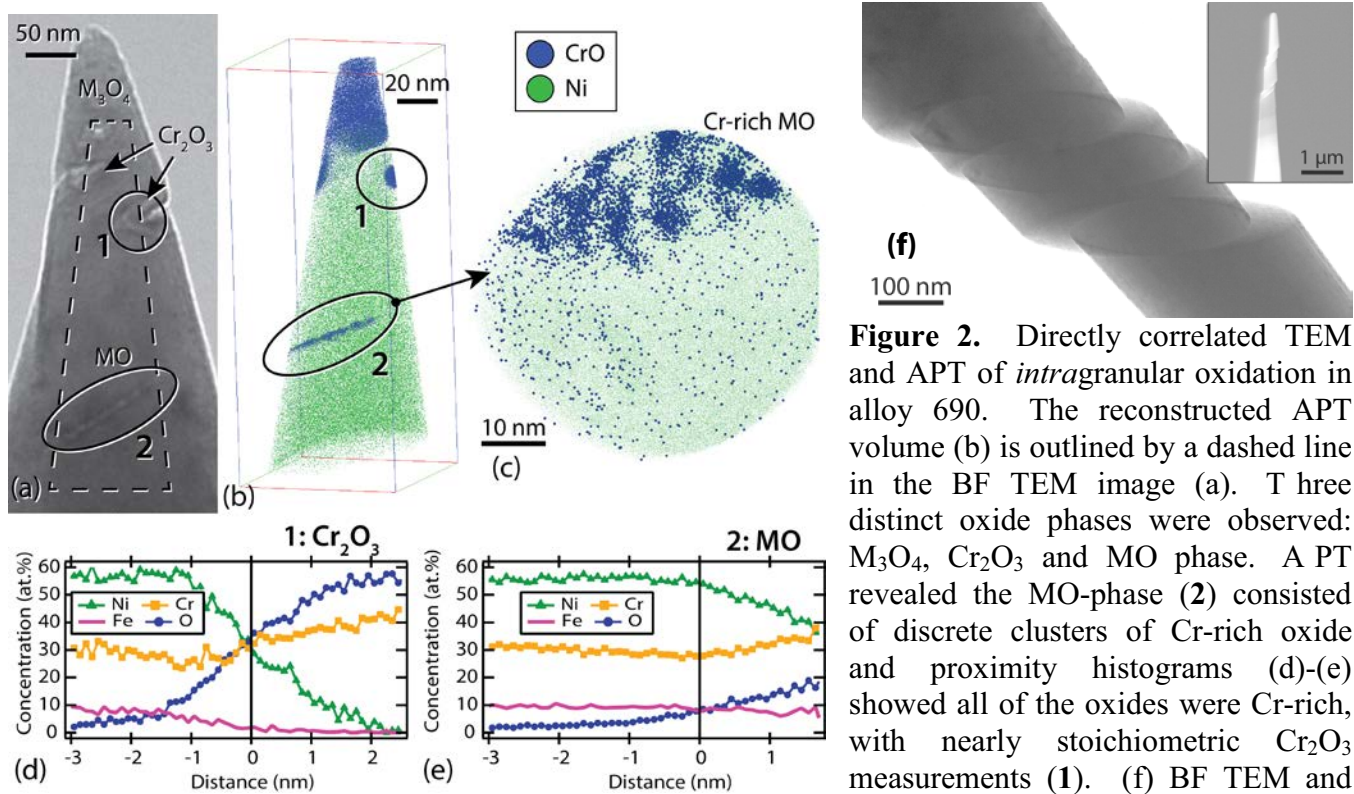 50 nm
M₃O₄
Cr₂O₃
1
MO
2
(a)
20 nm
1
2
(b)
CrO
Ni
Cr-rich MO
10 nm
(c)
1 μm
(f)
100 nm
1: Cr₂O₃
60
50
40
30
20
10
0
Concentration (at.%)
Ni
Cr
Fe
O
-3
-2
-1
0
1
2
Distance (nm)
(d)
2: MO
60
50
40
30
20
10
0
Concentration (at.%)
Ni
Cr
Fe
O
-3
-2
-1
0
1
Distance (nm)
(e)
Figure 2. Directly correlated TEM
and APT of intragranular oxidation in
alloy 690. The reconstructed APT
volume (b) is outlined by a dashed line
in the BF TEM image (a). T hree
distinct oxide phases were observed:
M₃O₄, Cr₂O₃ and MO phase. A PT
revealed the MO-phase (2) consisted
of discrete clusters of Cr-rich oxide
and proximity histograms (d)-(e)
showed all of the oxides were Cr-rich,
with nearly stoichiometric Cr₂O₃
measurements (1). (f) BF TEM and